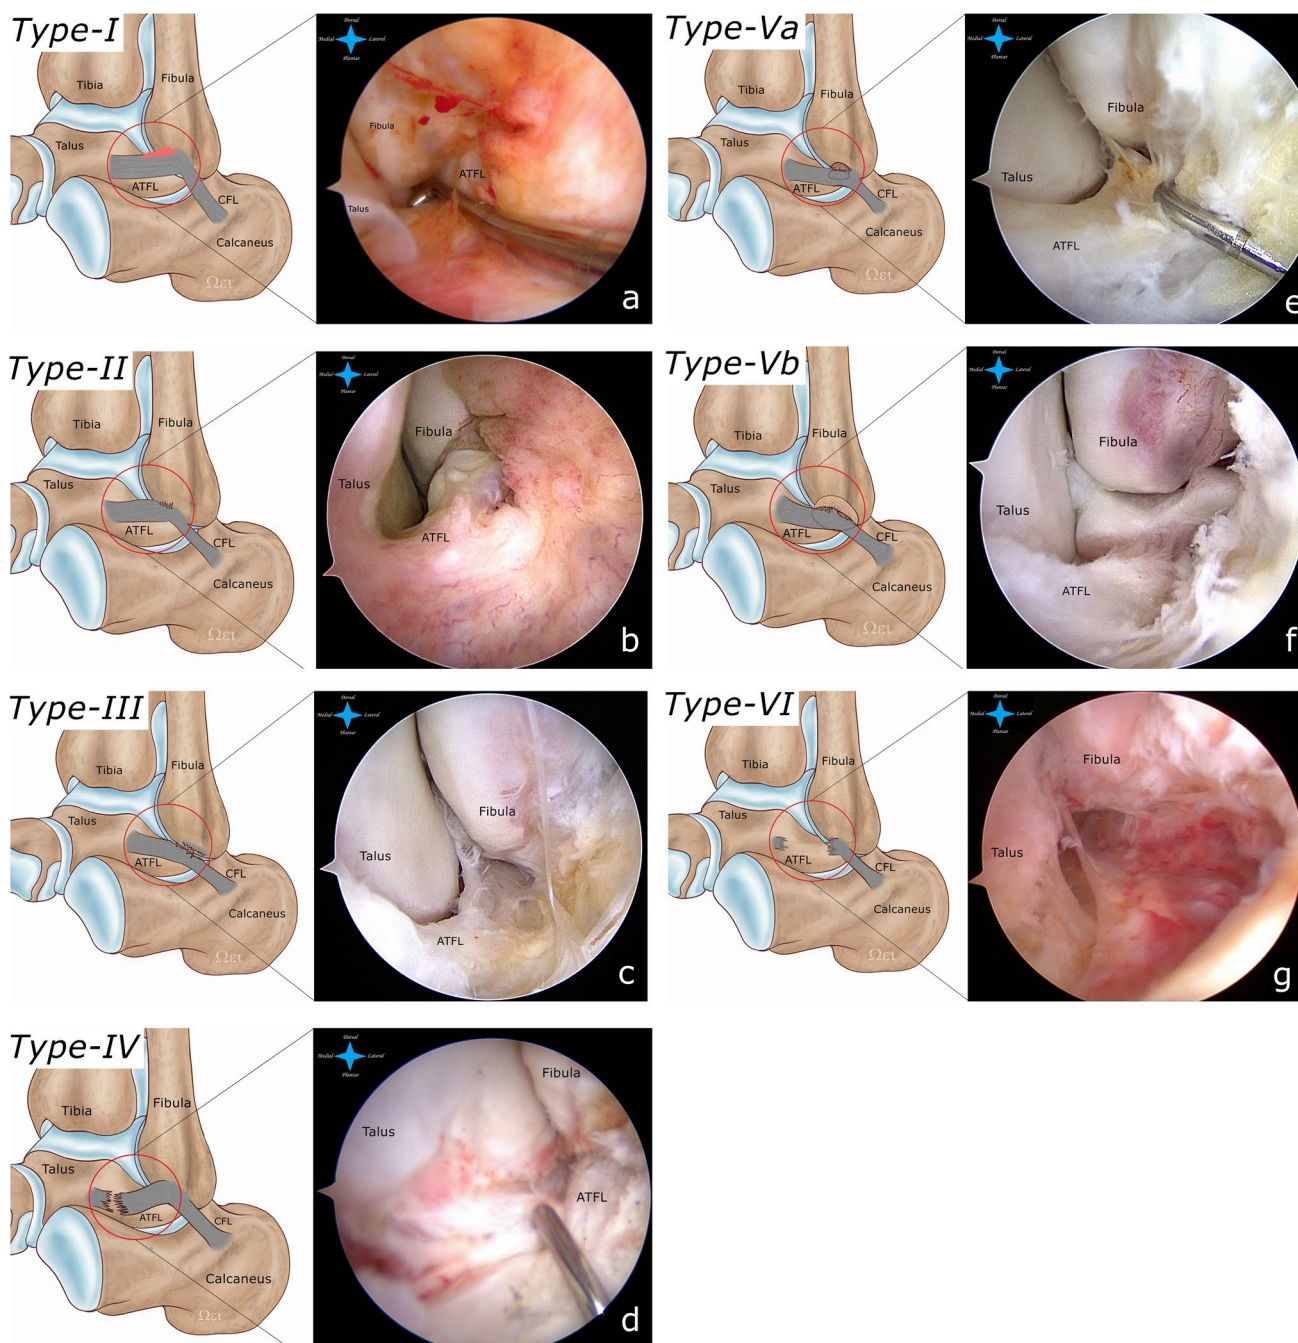 Type-I
Tibia
Fibula
Talus
ATFL
CFL
Calcaneus
Ωει
Dorsal
Medial
Lateral
Plantar
Fibula
ATFL
Talus
a
Type-Va
Tibia
Fibula
Talus
ATFL
CFL
Calcaneus
Ωει
Dorsal
Medial
Lateral
Plantar
Fibula
Talus
ATFL
e
Type-II
Tibia
Fibula
Talus
ATFL
CFL
Calcaneus
Ωει
Dorsal
Medial
Lateral
Plantar
Fibula
Talus
ATFL
b
Type-Vb
Tibia
Fibula
Talus
ATFL
CFL
Calcaneus
Ωει
Dorsal
Medial
Lateral
Plantar
Fibula
Talus
ATFL
f
Type-III
Tibia
Fibula
Talus
ATFL
CFL
Calcaneus
Ωει
Dorsal
Medial
Lateral
Plantar
Fibula
Talus
ATFL
c
Type-VI
Tibia
Fibula
Talus
ATFL
CFL
Calcaneus
Ωει
Dorsal
Medial
Lateral
Plantar
Fibula
Talus
g
Type-IV
Tibia
Fibula
Talus
ATFL
CFL
Calcaneus
Ωει
Dorsal
Medial
Lateral
Plantar
Fibula
Talus
ATFL
d